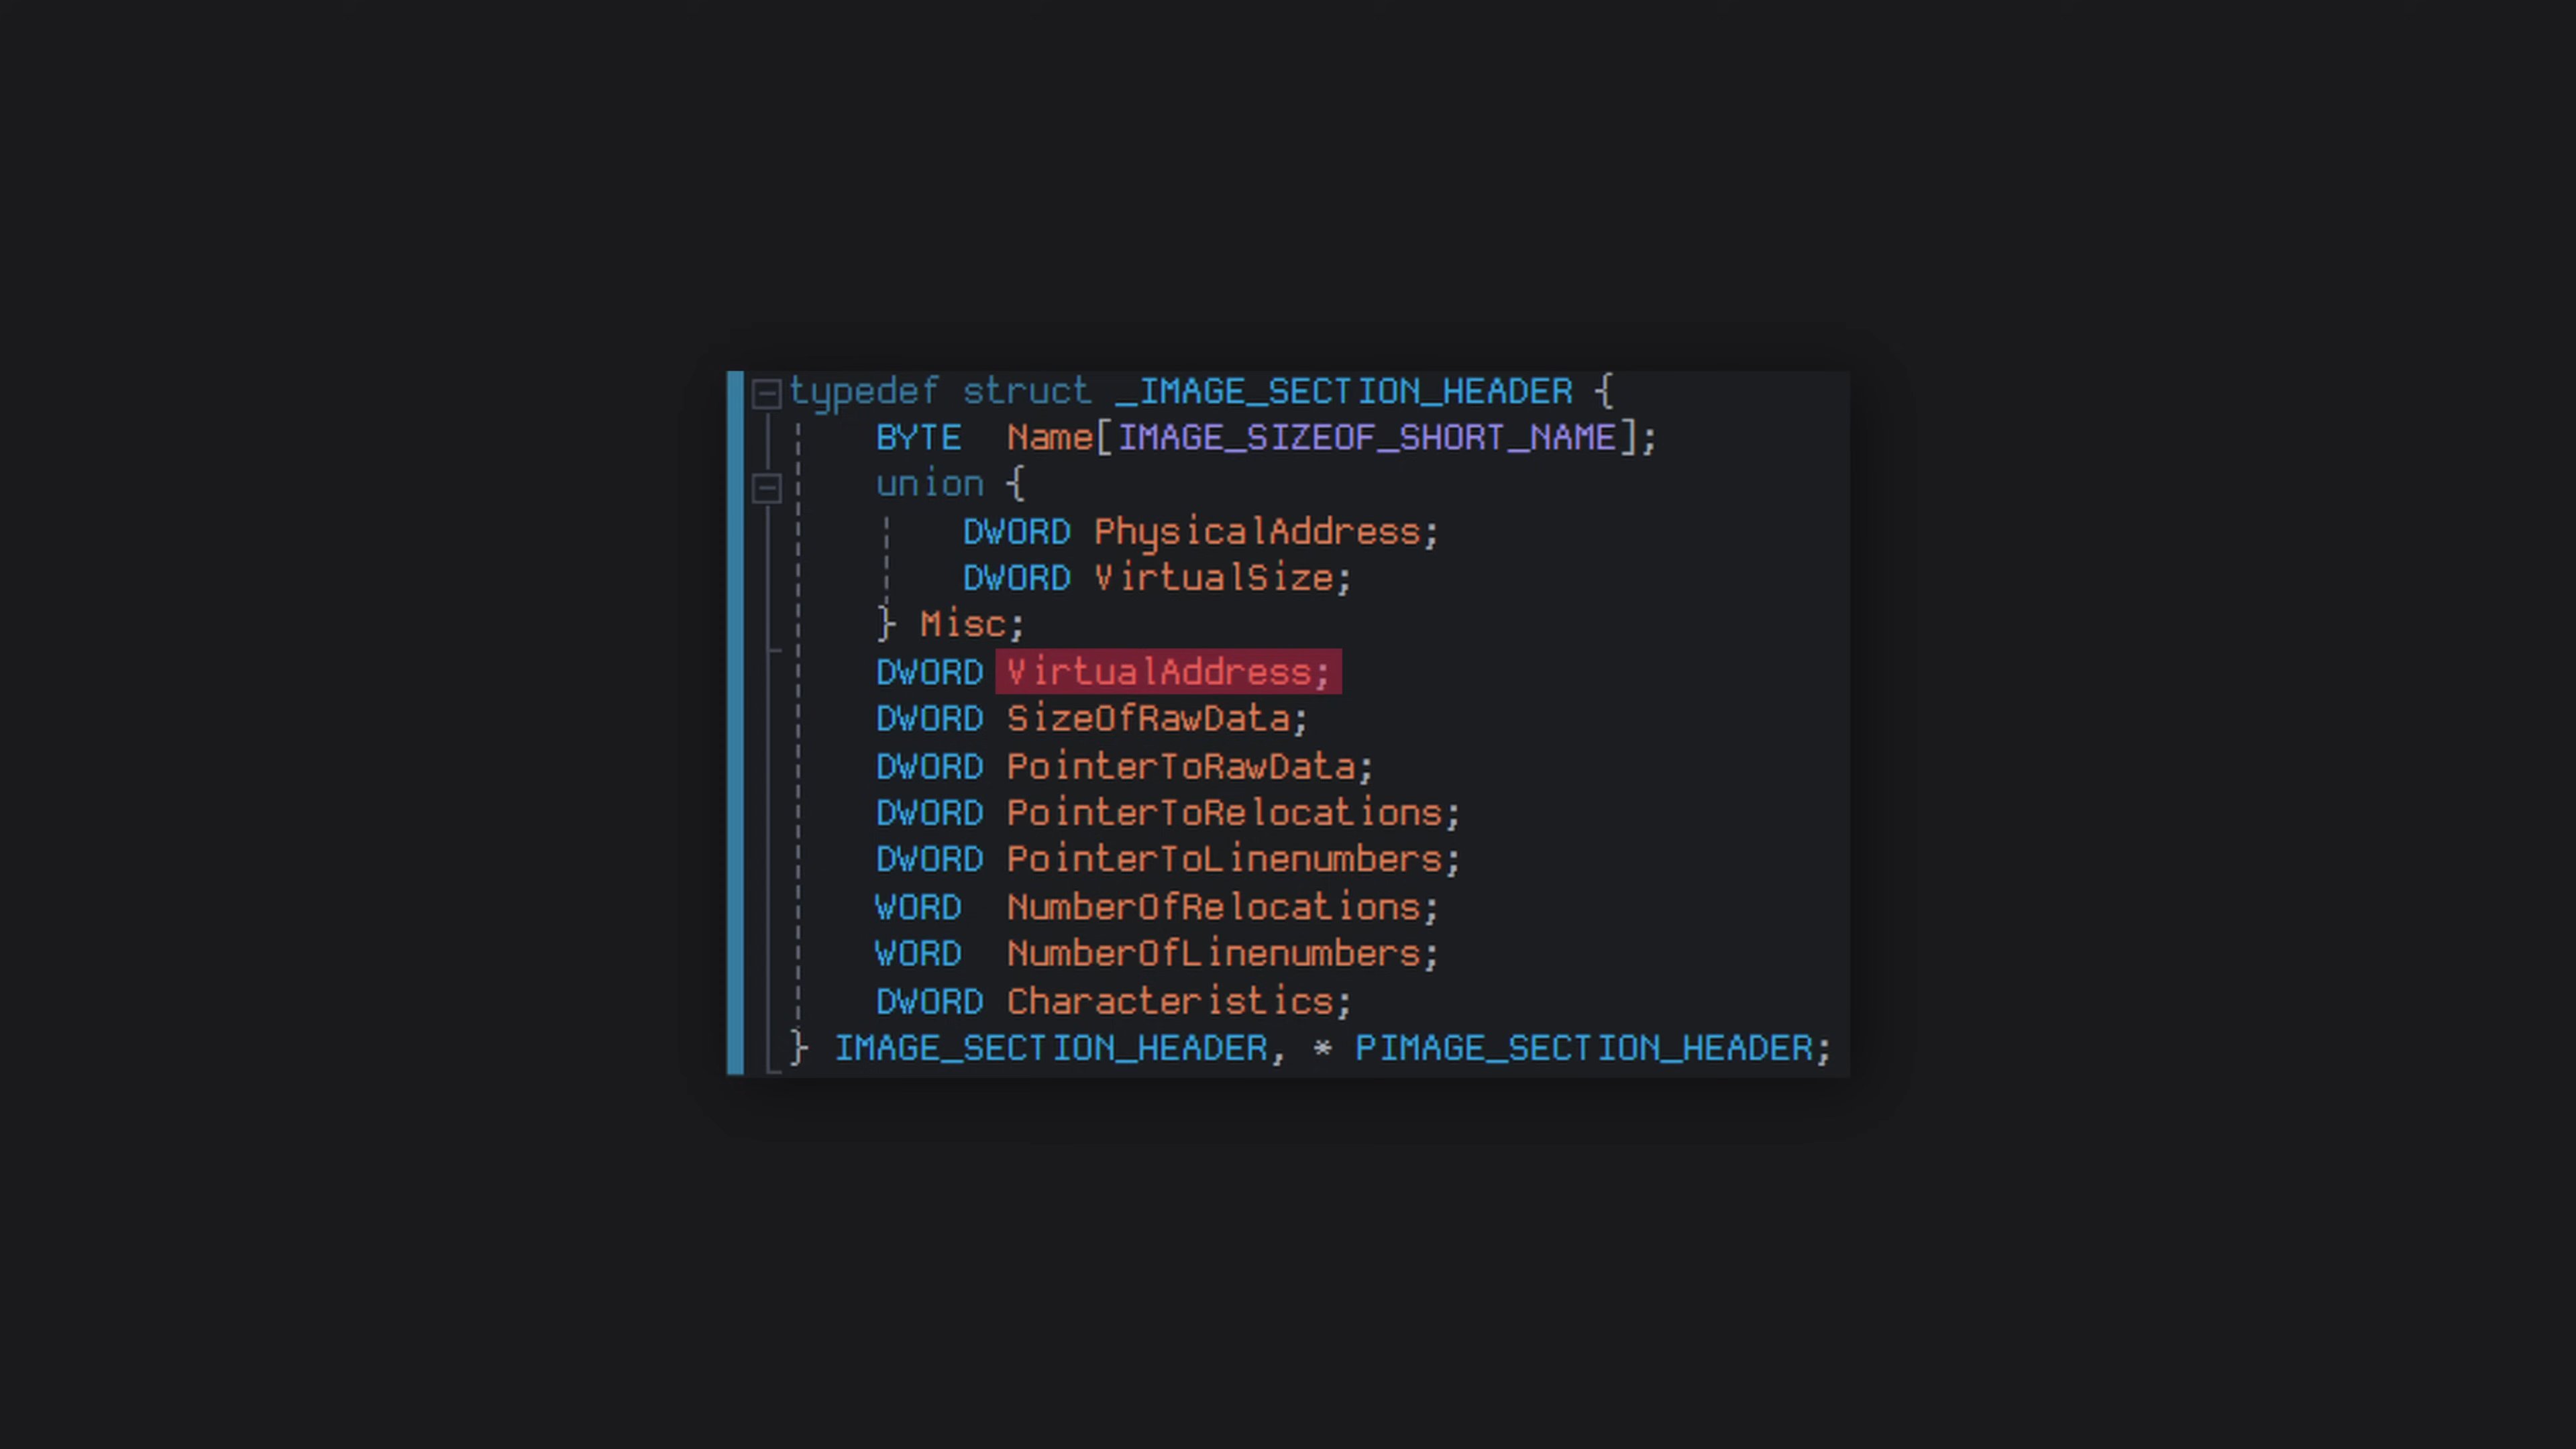 typedef struct _IMAGE_SECTION_HEADER {
BYTE Name[IMAGE_SIZEOF_SHORT_NAME];
union {
DWORD PhysicalAddress;
DWORD VirtualSize;
} Misc;
DWORD VirtualAddress;
DWORD SizeOfRawData;
DWORD PointerToRawData;
DWORD PointerToRelocations;
DWORD PointerToLinenumbers;
WORD NumberOfRelocations;
WORD NumberOfLinenumbers;
DWORD Characteristics;
} IMAGE_SECTION_HEADER, * PIMAGE_SECTION_HEADER;